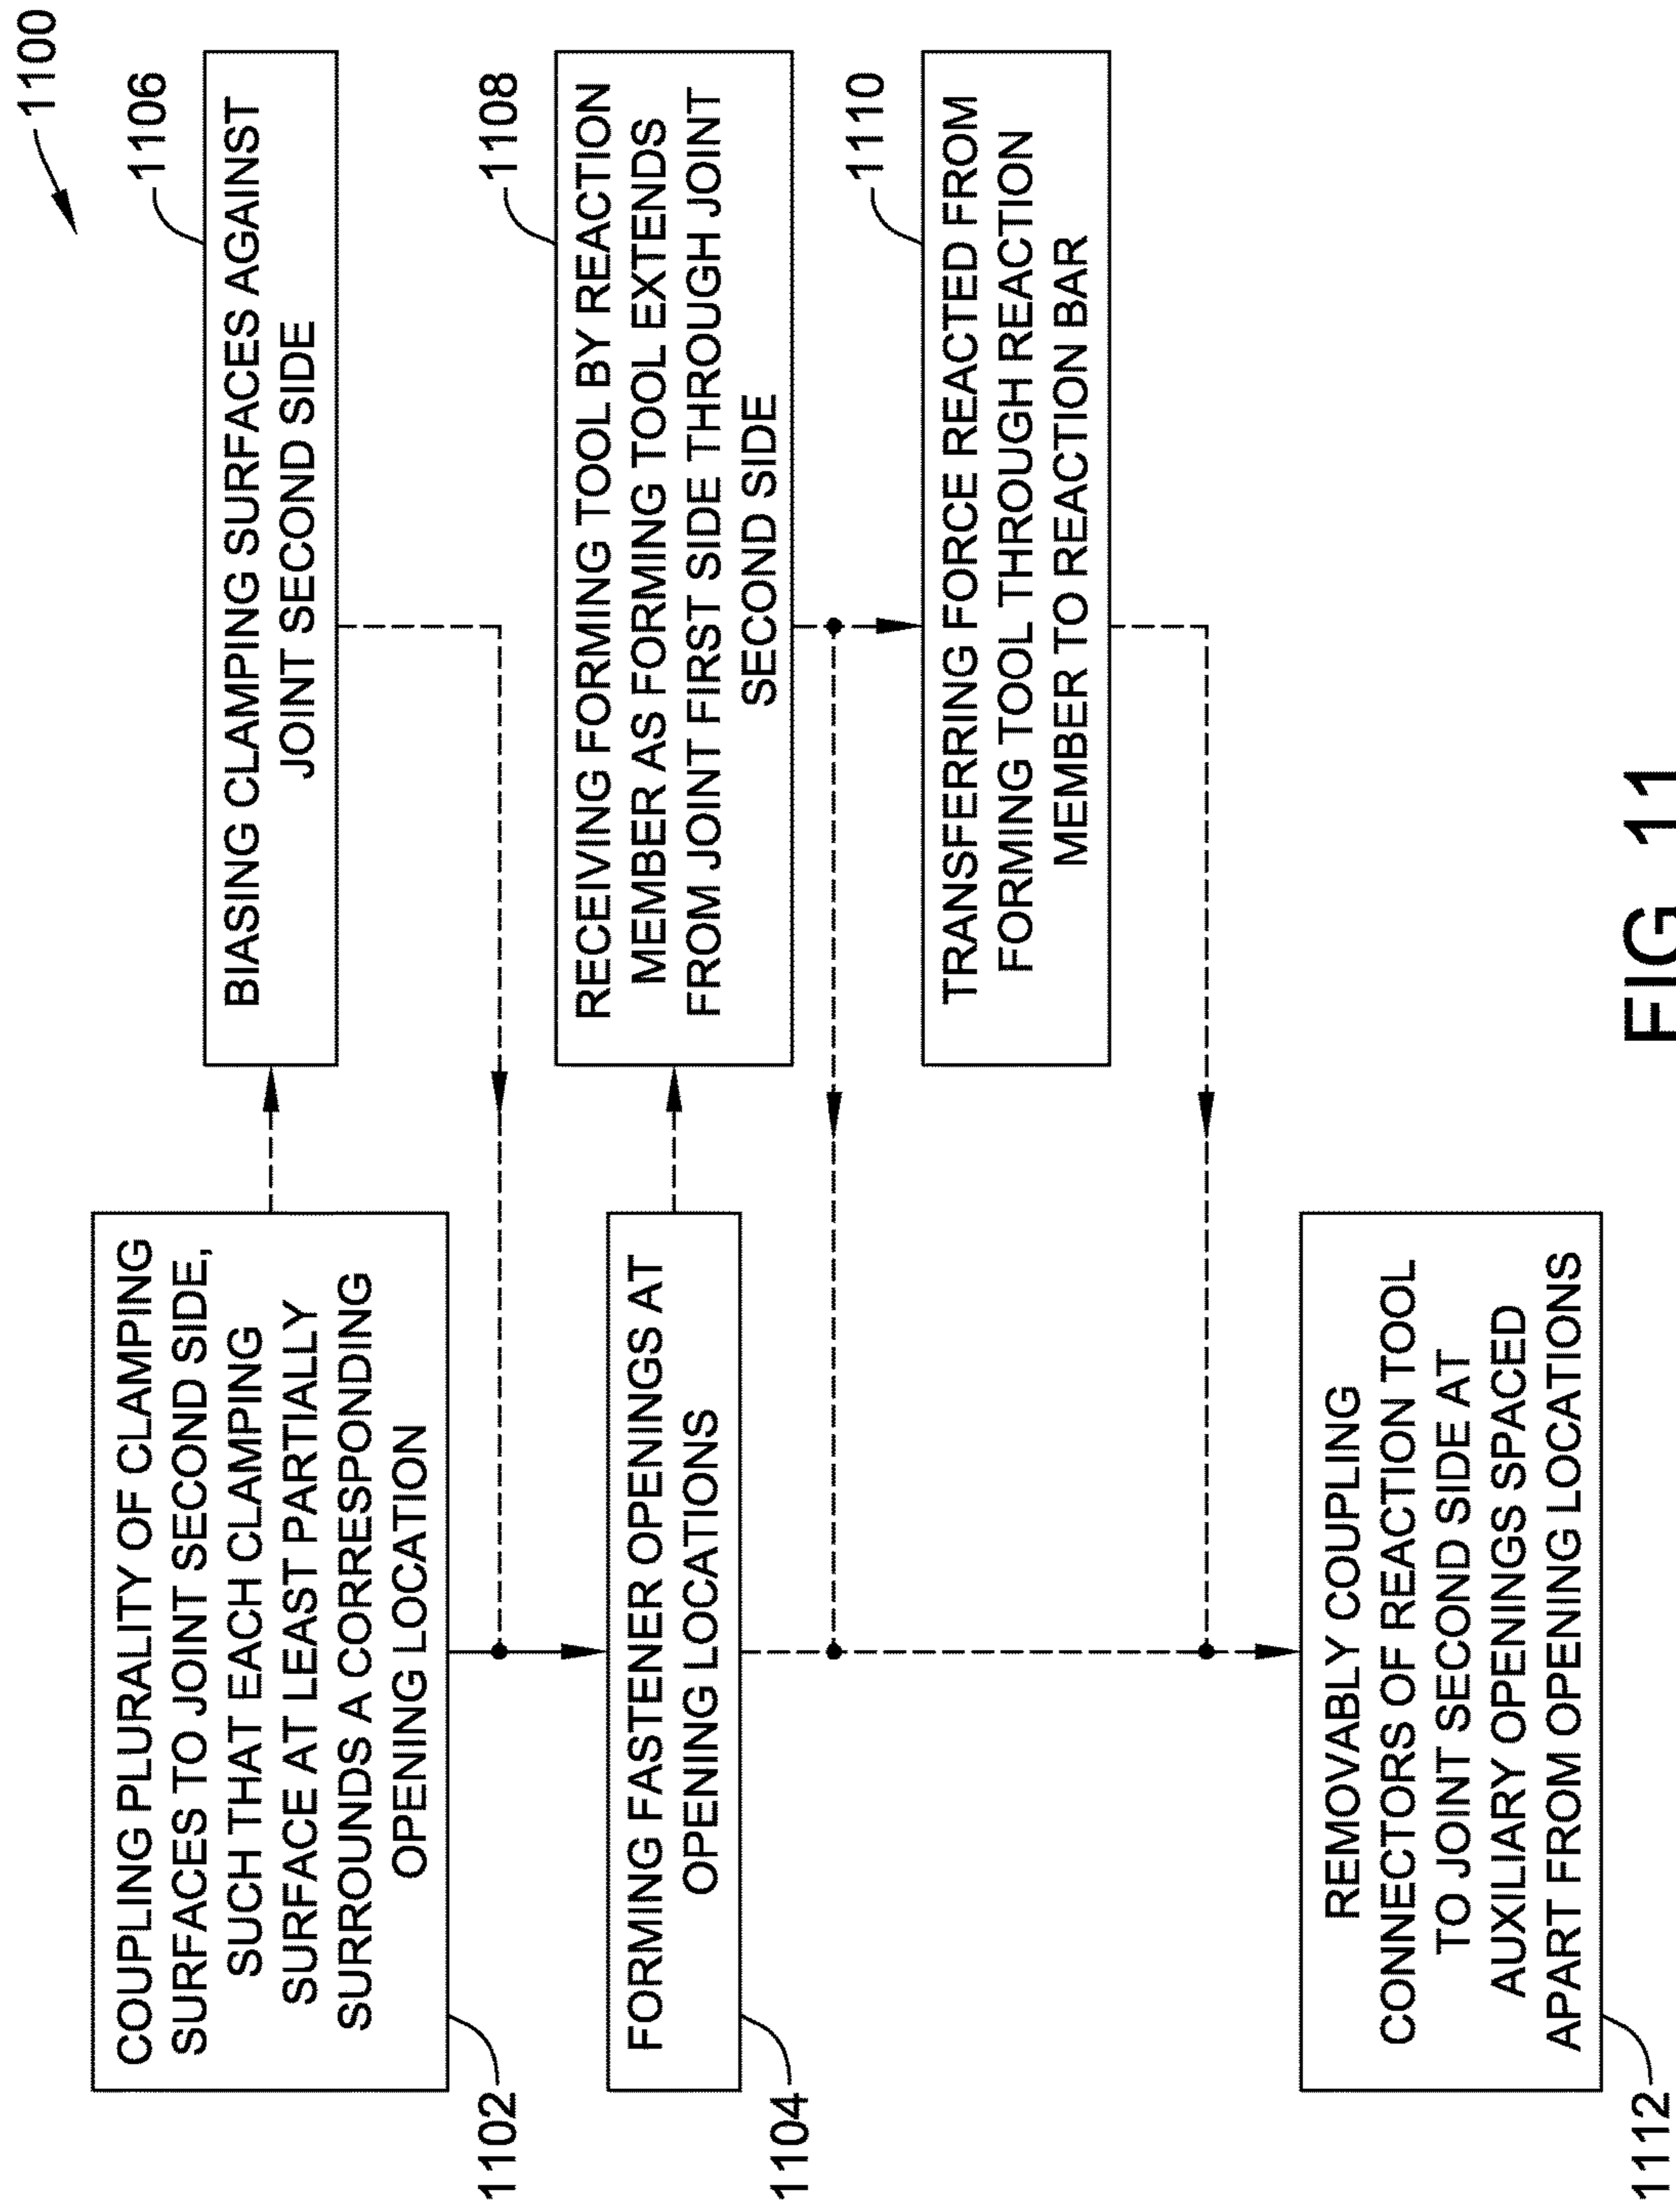 1100
COUPLING PLURALITY OF CLAMPING
SURFACES TO JOINT SECOND SIDE,
SUCH THAT EACH CLAMPING
SURFACE AT LEAST PARTIALLY
SURROUNDS A CORRESPONDING
OPENING LOCATION
1102
BIASING CLAMPING SURFACES AGAINST
JOINT SECOND SIDE
1106
FORMING FASTENER OPENINGS AT
OPENING LOCATIONS
1104
RECEIVING FORMING TOOL BY REACTION
MEMBER AS FORMING TOOL EXTENDS
FROM JOINT FIRST SIDE THROUGH JOINT
SECOND SIDE
1108
TRANSFERRING FORCE REACTED FROM
FORMING TOOL THROUGH REACTION
MEMBER TO REACTION BAR
1110
REMOVABLY COUPLING
CONNECTORS OF REACTION TOOL
TO JOINT SECOND SIDE AT
AUXILIARY OPENINGS SPACED
APART FROM OPENING LOCATIONS
1112
FIG. 11